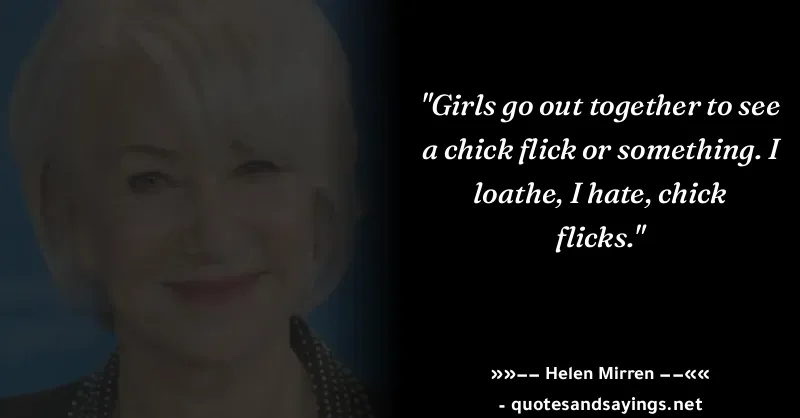 "Girls go out together to see
a chick flick or something. I
loathe, I hate, chick
flicks."
»»−− Helen Mirren −−««
- quotesandsayings.net